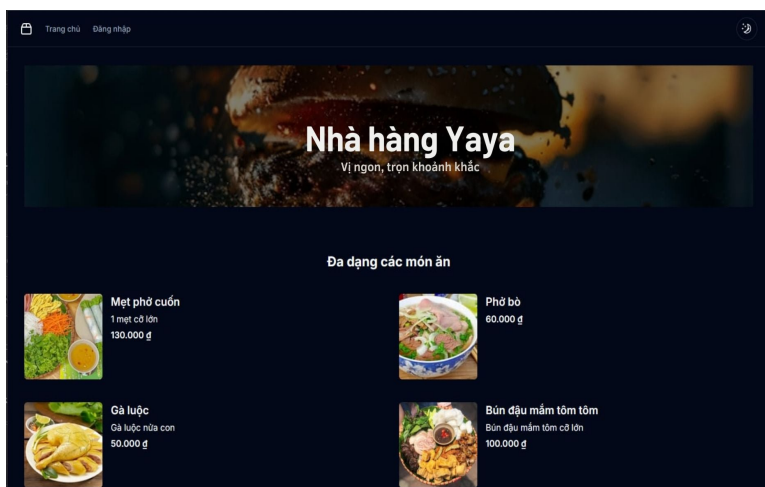 Trang chủ Đăng nhập
Nhà hàng Yaya
Vị ngon, trọn khoảnh khắc
Đa dạng các món ăn
Mẹt phở cuốn
1 mẹt cỡ lớn
130.000 ₫
Phở bò
60.000 ₫
Gà luộc
Gà luộc nửa con
50.000 ₫
Bún đậu mắm tôm tôm
Bún đậu mắm tôm cỡ lớn
100.000 ₫